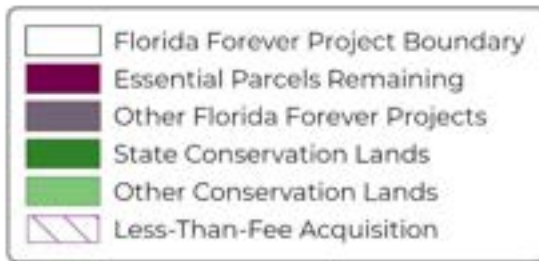 Florida Forever Project Boundary
Essential Parcels Remaining
Other Florida Forever Projects
State Conservation Lands
Other Conservation Lands
Less-Than-Fee Acquisition